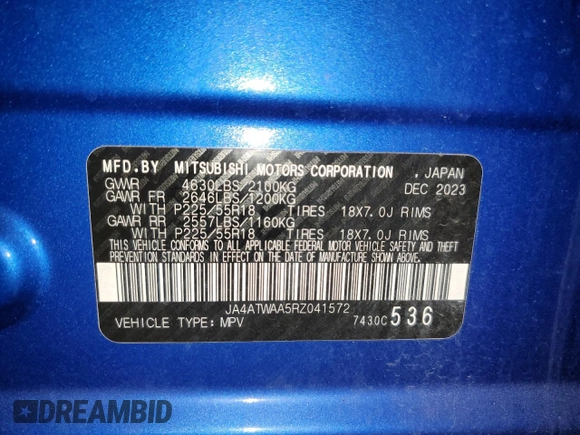 MFD.BY MITSUBISHI MOTORS CORPORATION , JAPAN
GVWR 4630LBS/2100KG DEC 2023
GAWR FR 2646LBS/1200KG
WITH P225/55R18 TIRES 18X7.0J RIMS
GAWR RR 2557LBS/1160KG
WITH P225/55R18 TIRES 18X7.0J RIMS
THIS VEHICLE CONFORMS TO ALL APPLICABLE FEDERAL MOTOR VEHICLE SAFETY AND THEFT
PREVENTION STANDARDS IN EFFECT ON THE DATE OF MANUFACTURE SHOWN ABOVE.
JA4ATWAA5RZ041572
VEHICLE TYPE: MPV 7430C 536
DREAMBID